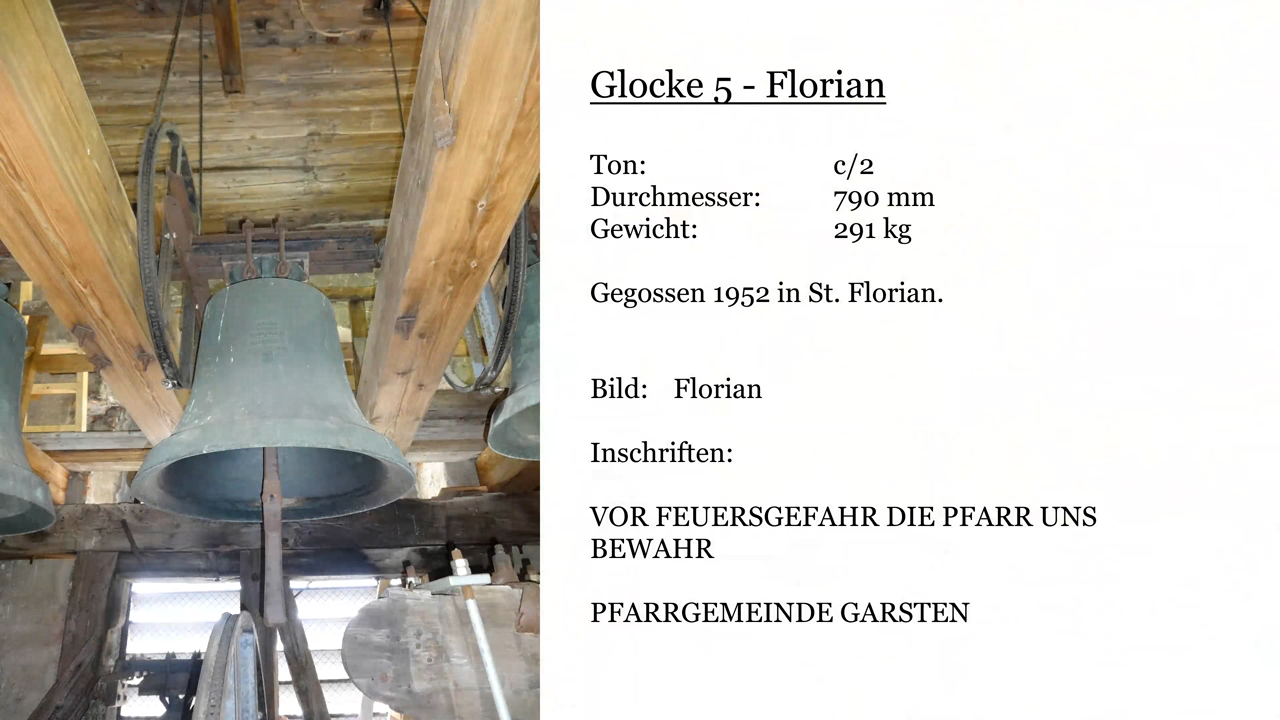 Glocke 5 - Florian
Ton: c/2
Durchmesser: 790 mm
Gewicht: 291 kg
Gegossen 1952 in St. Florian.
Bild: Florian
Inschriften:
VOR FEUERSGEFAHR DIE PFARR UNS
BEWAHR
PFARRGEMEINDE GARSTEN